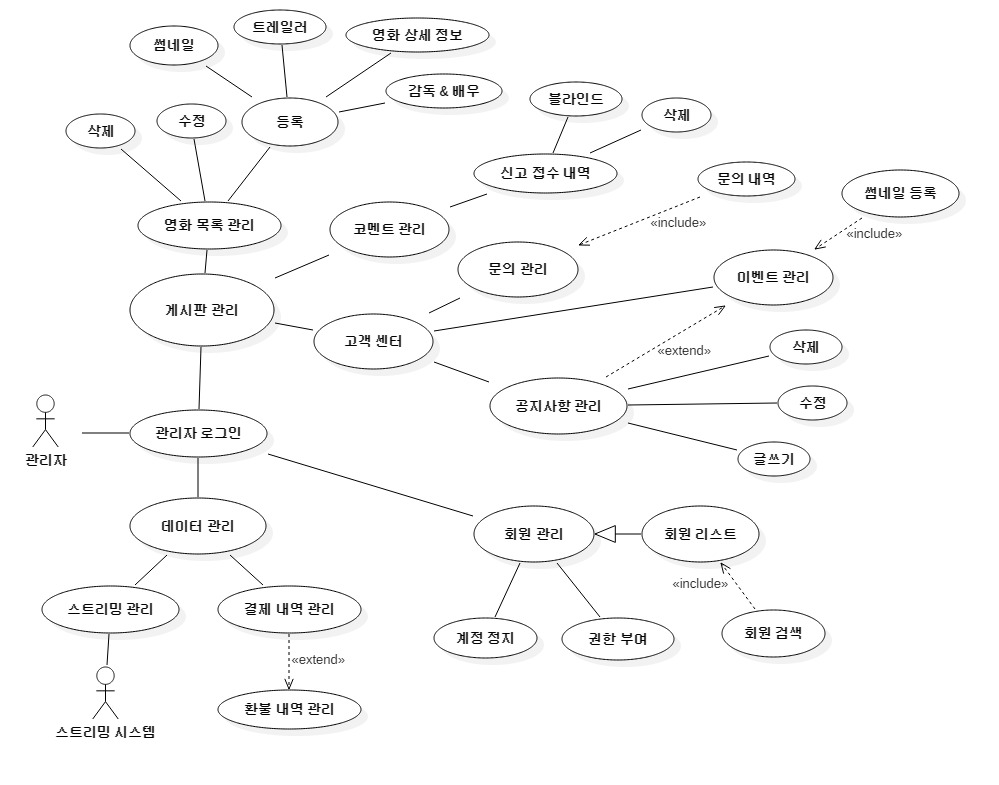 트레일러
영화 상세 정보
썸네일
감독 & 배우
블라인드
삭제
수정
등록
삭제
신고 접수 내역
문의 내역
썸네일 등록
영화 목록 관리
코멘트 관리
«include»
«include»
문의 관리
이벤트 관리
게시판 관리
고객 센터
«extend»
삭제
공지사항 관리
수정
관리자 로그인
관리자
글쓰기
데이터 관리
회원 관리
회원 리스트
«include»
스트리밍 관리
결제 내역 관리
계정 정지
권한 부여
회원 검색
«extend»
환불 내역 관리
스트리밍 시스템